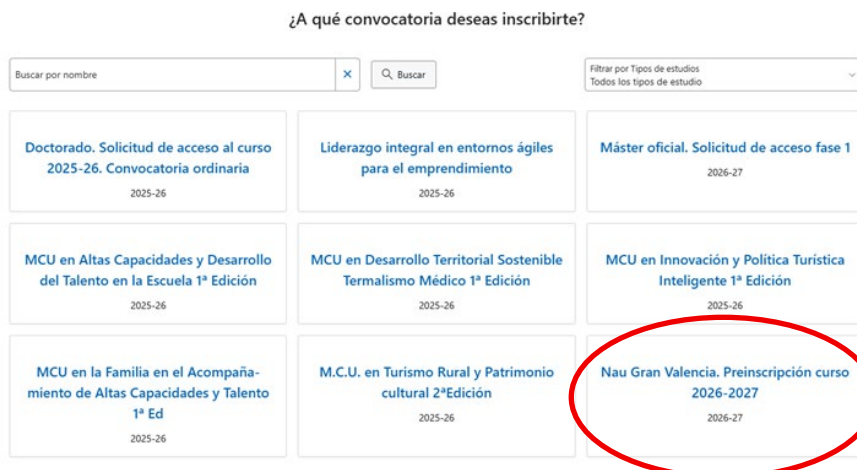 ¿A qué convocatoria deseas inscribirte?
Buscar por nombre
Buscar
Filtrar por Tipos de estudios
Todos los tipos de estudio
Doctorado. Solicitud de acceso al curso
2025-26. Convocatoria ordinaria
2025-26
Liderazgo integral en entornos ágiles
para el emprendimiento
2025-26
Máster oficial. Solicitud de acceso fase 1
2026-27
MCU en Altas Capacidades y Desarrollo
del Talento en la Escuela 1ª Edición
2025-26
MCU en Desarrollo Territorial Sostenible
Termalismo Médico 1ª Edición
2025-26
MCU en Innovación y Política Turística
Inteligente 1ª Edición
2025-26
MCU en la Familia en el Acompaña-
miento de Altas Capacidades y Talento
1ª Ed
2025-26
M.C.U. en Turismo Rural y Patrimonio
cultural 2ªEdición
2025-26
Nau Gran Valencia. Preinscripción curso
2026-2027
2026-27